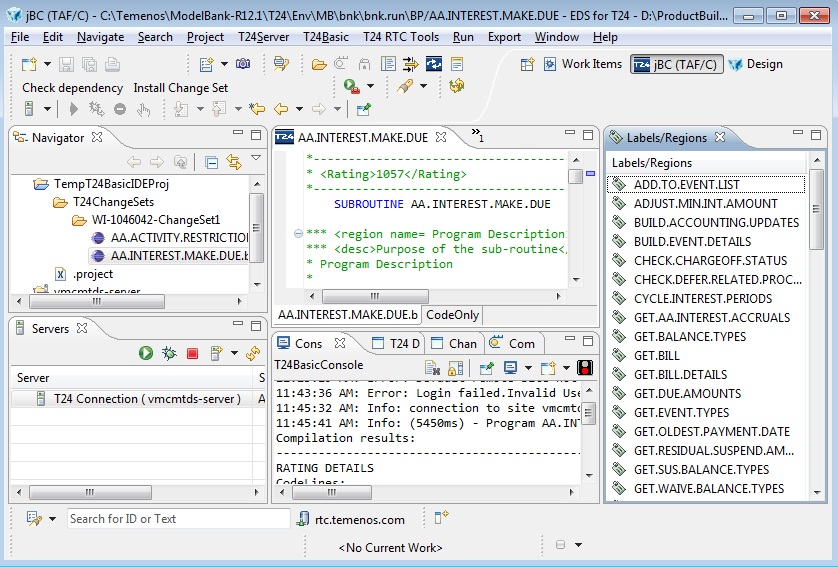 jBC (TAF/C) - C:\Temenos\ModelBank-R12.1\T24\Env\MB\bnk\bnk.run\BP/AA.INTEREST.MAKE.DUE - EDS for T24 - D:\ProductBuil...
File Edit Navigate Search Project T24Server T24Basic T24 RTC Tools Run Export Window Help
Work Items T24 jBC (TAF/C) Design
Check dependency Install Change Set
Navigator
TempT24BasicIDEProj
T24ChangeSets
WI-1046042-ChangeSet1
AA.ACTIVITY.RESTRICTIO
AA.INTEREST.MAKE.DUE.b
.project
vmcmtds-server
Servers
Server S
T24 Connection ( vmcmtds-server ) A
T24 AA.INTEREST.MAKE.DUE »1
*------------------------------------
* <Rating>1057</Rating>
*------------------------------------
SUBROUTINE AA.INTEREST.MAKE.DUE
*** <region name= Program Description
*** <desc>Purpose of the sub-routine</
* Program Description
*
AA.INTEREST.MAKE.DUE.b CodeOnly
Cons T24 D Chan Com
T24BasicConsole
11:43:36 AM: Error: Login failed.Invalid Use
11:45:32 AM: Info: connection to site vmcmtd
11:45:41 AM: Info: (5450ms) - Program AA.INT
Compilation results:
------------------------------------
RATING DETAILS
CodeLines:
Labels/Regions
Labels/Regions
ADD.TO.EVENT.LIST
ADJUST.MIN.INT.AMOUNT
BUILD.ACCOUNTING.UPDATES
BUILD.EVENT.DETAILS
CHECK.CHARGEOFF.STATUS
CHECK.DEFER.RELATED.PROC...
CYCLE.INTEREST.PERIODS
GET.AA.INTEREST.ACCRUALS
GET.BALANCE.TYPES
GET.BILL
GET.BILL.DETAILS
GET.DUE.AMOUNTS
GET.EVENT.TYPES
GET.OLDEST.PAYMENT.DATE
GET.RESIDUAL.SUSPEND.AM...
GET.SUS.BALANCE.TYPES
GET.WAIVE.BALANCE.TYPES
Search for ID or Text rtc.temenos.com
<No Current Work>